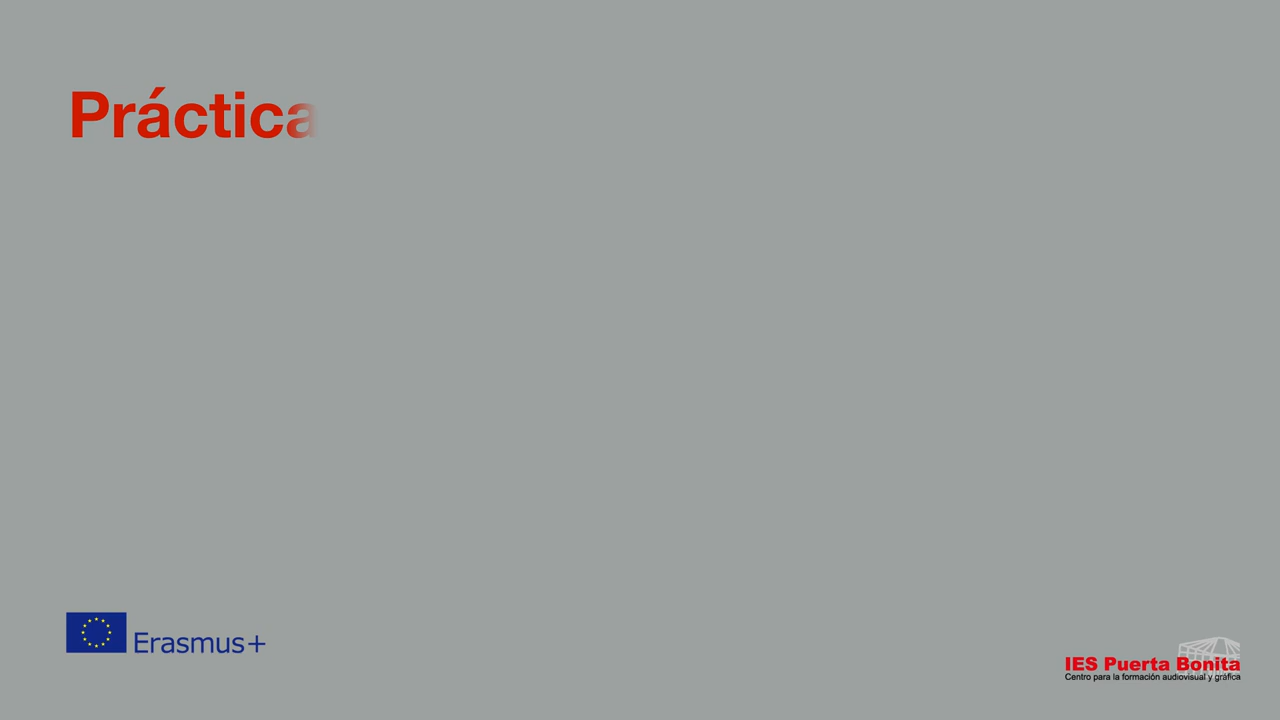 Práctica
Erasmus+
IES Puerta Bonita
Centro para la formación audiovisual y gráfica